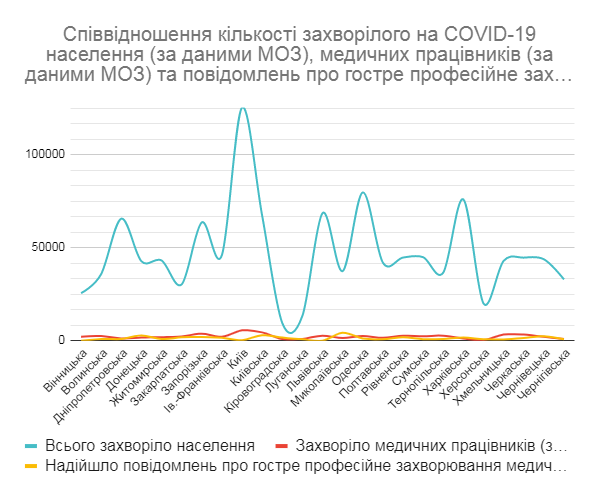 Співвідношення кількості захворілого на COVID-19
населення (за даними МОЗ), медичних працівників (за
даними МОЗ) та повідомлень про гостре професійне зах…
100000
50000
0
Вінницька
Волинська
Дніпропетровська
Донецька
Житомирська
Закарпатська
Запорізька
Ів.-Франківська
Київ
Київська
Кіровоградська
Луганська
Львівська
Миколаївська
Одеська
Полтавська
Рівненська
Сумська
Тернопільська
Харківська
Херсонська
Хмельницька
Черкаська
Чернівецька
Чернігівська
Всього захворіло населення
Захворіло медичних працівників (з…
Надійшло повідомлень про гостре професійне захворювання медич…